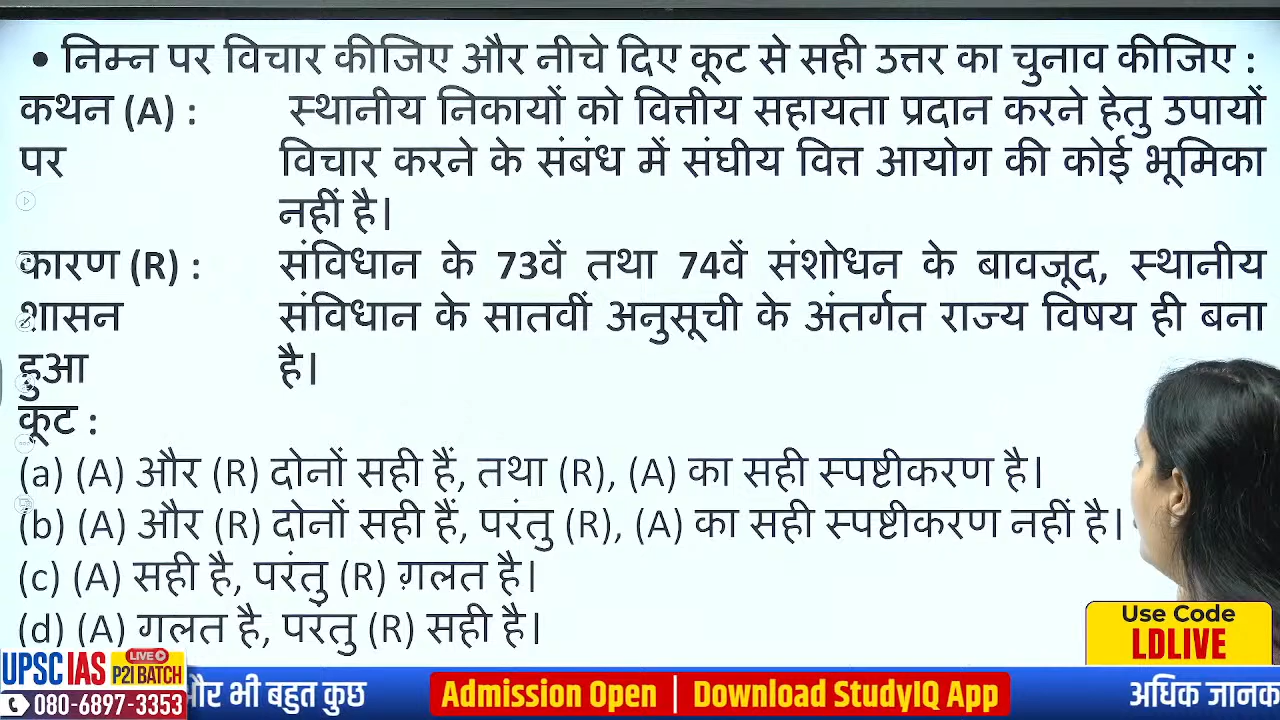 • निम्न पर विचार कीजिए और नीचे दिए कूट से सही उत्तर का चुनाव कीजिए :
कथन (A) : स्थानीय निकायों को वित्तीय सहायता प्रदान करने हेतु उपायों
पर विचार करने के संबंध में संघीय वित्त आयोग की कोई भूमिका
नहीं है।
कारण (R) : संविधान के 73वें तथा 74वें संशोधन के बावजूद, स्थानीय
शासन संविधान के सातवीं अनुसूची के अंतर्गत राज्य विषय ही बना
हुआ है।
कूट :
(a) (A) और (R) दोनों सही हैं, तथा (R), (A) का सही स्पष्टीकरण है।
(b) (A) और (R) दोनों सही हैं, परंतु (R), (A) का सही स्पष्टीकरण नहीं है।
(c) (A) सही है, परंतु (R) ग़लत है।
(d) (A) गलत है, परंतु (R) सही है।
Use Code
LDLIVE
UPSC IAS LIVE P2I BATCH
080-6897-3353
और भी बहुत कुछ Admission Open | Download StudyIQ App अधिक